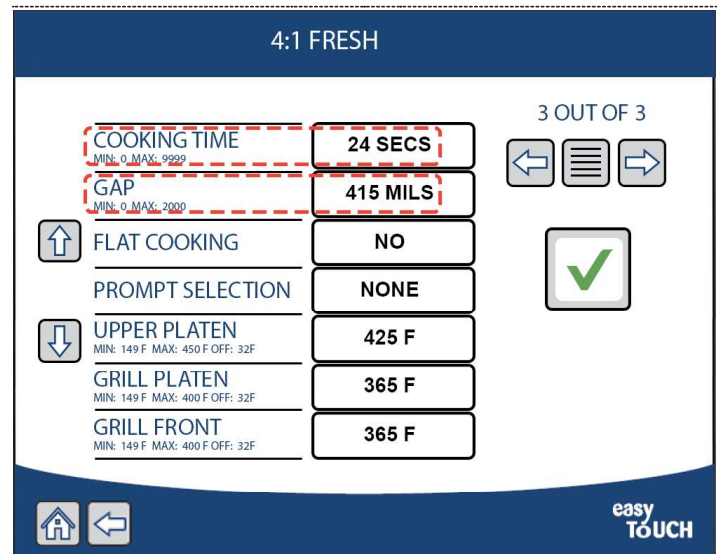 4:1 FRESH
3 OUT OF 3
COOKING TIME 24 SECS
MIN: 0 MAX: 9999
GAP 415 MILS
MIN: 0 MAX: 2000
FLAT COOKING NO
PROMPT SELECTION NONE
UPPER PLATEN 425 F
MIN: 149 F MAX: 450 F OFF: 32F
GRILL PLATEN 365 F
MIN: 149 F MAX: 400 F OFF: 32F
GRILL FRONT 365 F
MIN: 149 F MAX: 400 F OFF: 32F
easy
TOUCH